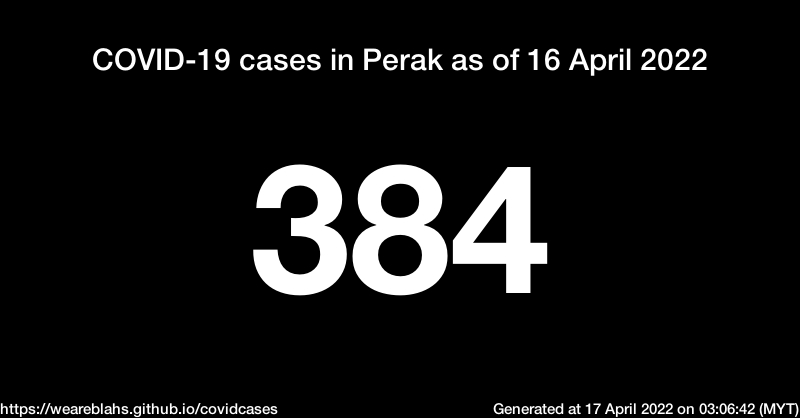 COVID-19 cases in Perak as of 16 April 2022
384
https://weareblahs.github.io/covidcases
Generated at 17 April 2022 on 03:06:42 (MYT)